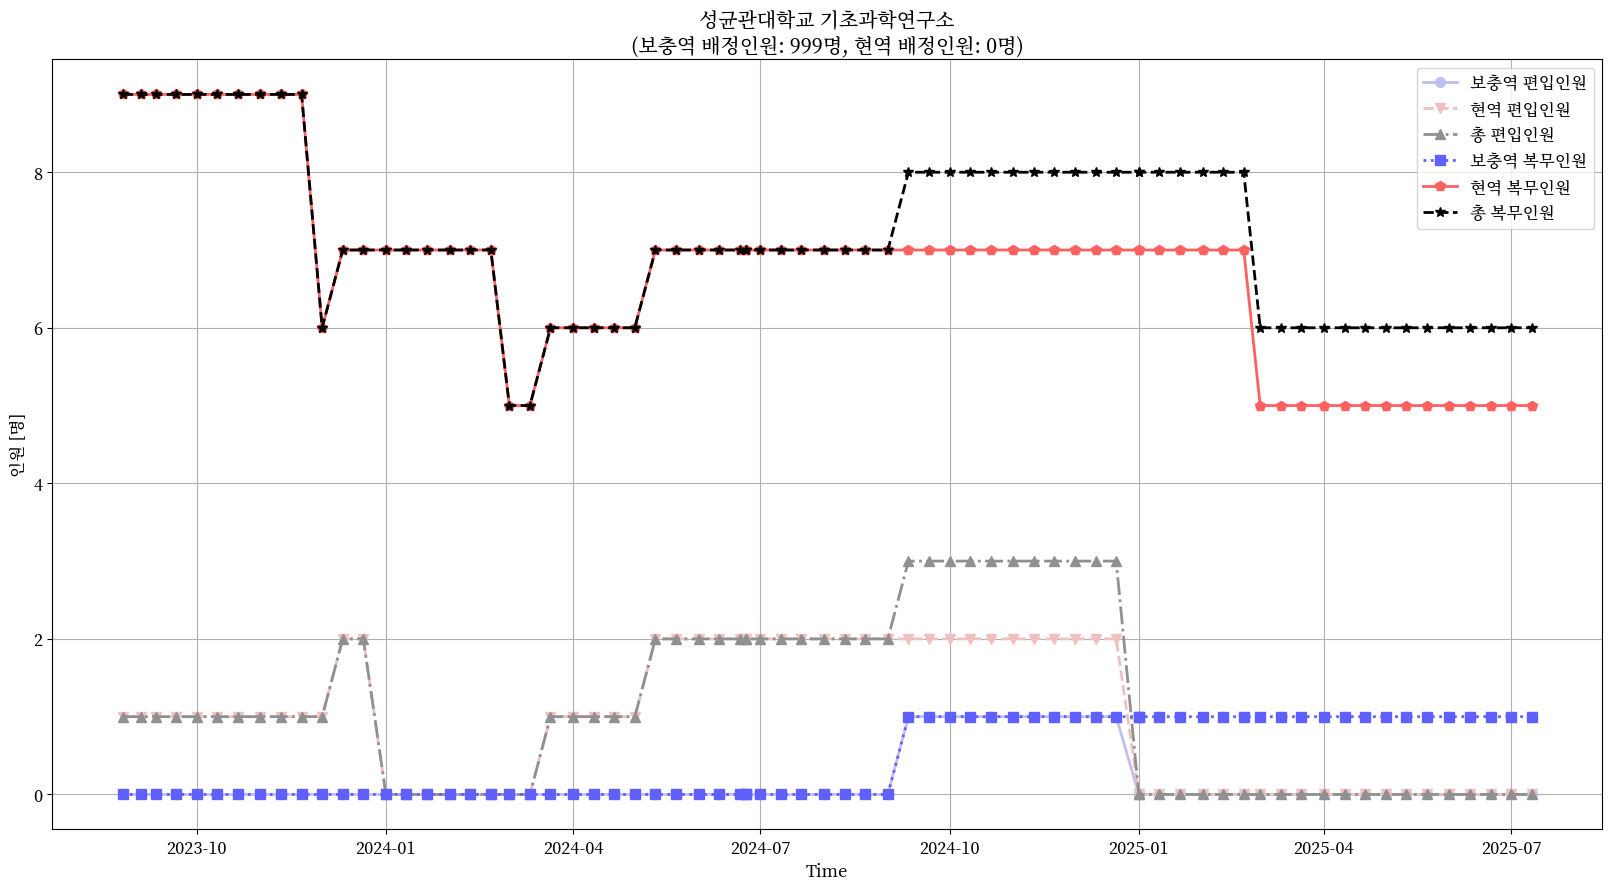 성균관대학교 기초과학연구소
(보충역 배정인원: 999명, 현역 배정인원: 0명)
보충역 편입인원
현역 편입인원
총 편입인원
보충역 복무인원
현역 복무인원
총 복무인원
인원 [명]
8
6
4
2
0
2023-10
2024-01
2024-04
2024-07
2024-10
2025-01
2025-04
2025-07
Time